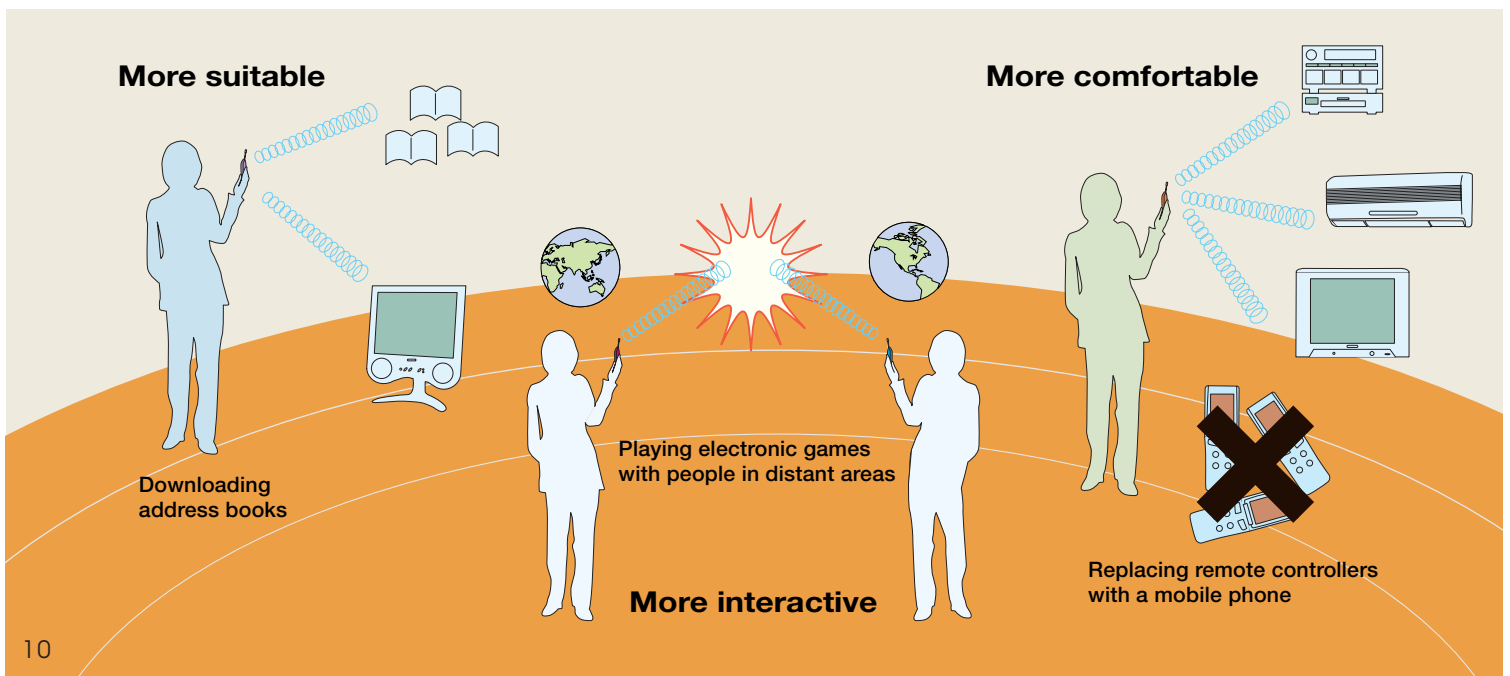 More suitable
Downloading
address books
Playing electronic games
with people in distant areas
More interactive
More comfortable
Replacing remote controllers
with a mobile phone
10